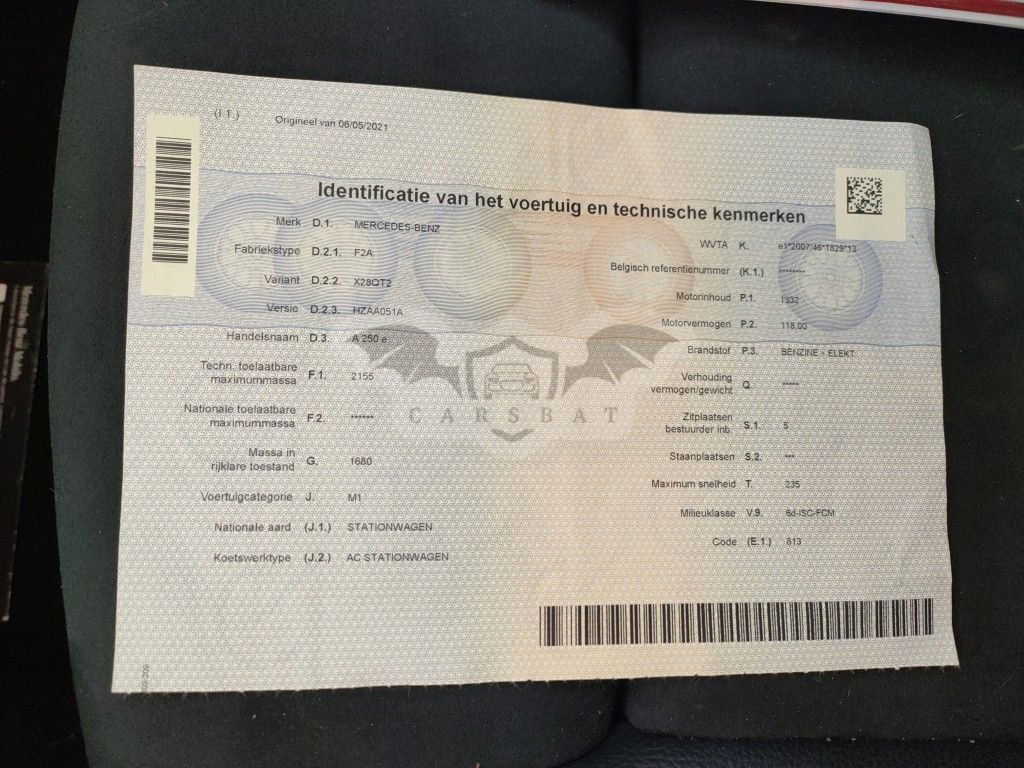 (I.1.) Origineel van 06/05/2021
Identificatie van het voertuig en technische kenmerken
Merk D.1. MERCEDES-BENZ
Fabriekstype D.2.1. F2A
Variant D.2.2. X28QT2
Versie D.2.3. HZAA051A
Handelsnaam D.3. A 250 e
Techn. toelaatbare
maximummassa F.1. 2155
Nationale toelaatbare
maximummassa F.2. ******
Massa in
rijklare toestand G. 1680
Voertuigcategorie J. M1
Nationale aard (J.1.) STATIONWAGEN
Koetswerktype (J.2.) AC STATIONWAGEN
WVTA K. e1*2007/46*1829*13
Belgisch referentienummer (K.1.) ********
Motorinhoud P.1. 1332
Motorvermogen P.2. 118.00
Brandstof P.3. BENZINE - ELEKT
Verhouding
vermogen/gewicht Q. *****
Zitplaatsen
bestuurder inb. S.1. 5
Staanplaatsen S.2. ***
Maximum snelheid T. 235
Milieuklasse V.9. 6d-ISC-FCM
Code (E.1.) 813
CARSBAT